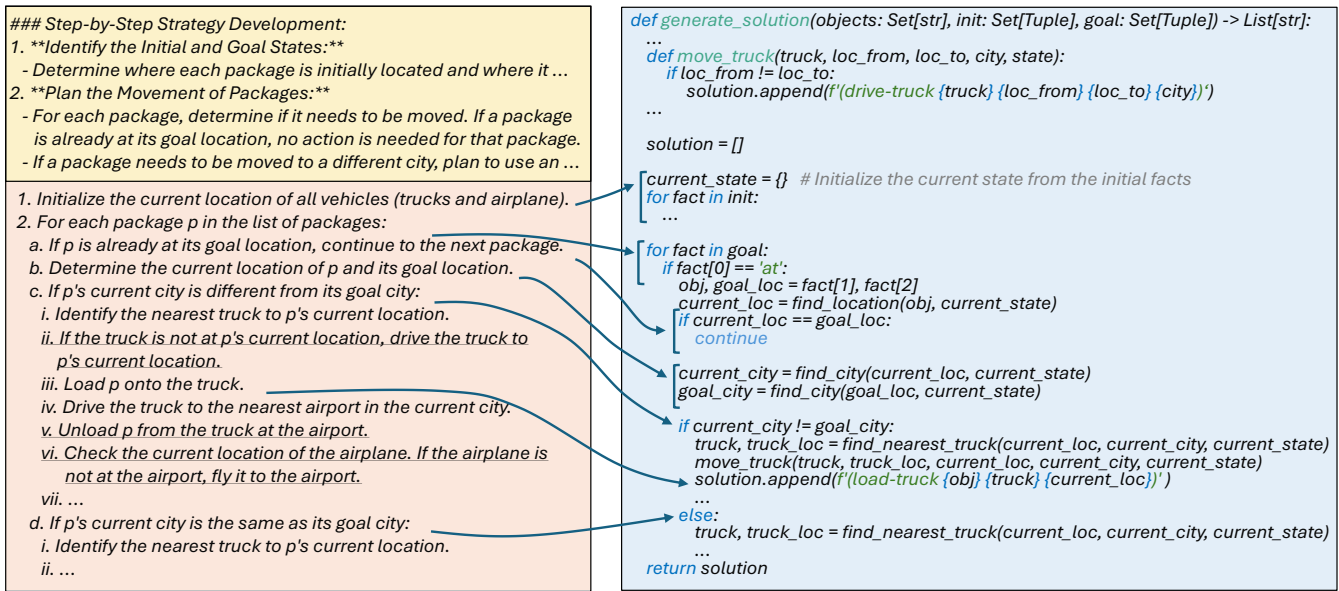 ### Step-by-Step Strategy Development:
1. **Identify the Initial and Goal States:**
- Determine where each package is initially located and where it ...
2. **Plan the Movement of Packages:**
- For each package, determine if it needs to be moved. If a package
is already at its goal location, no action is needed for that package.
- If a package needs to be moved to a different city, plan to use an ...
1. Initialize the current location of all vehicles (trucks and airplane).
2. For each package p in the list of packages:
a. If p is already at its goal location, continue to the next package.
b. Determine the current location of p and its goal location.
c. If p's current city is different from its goal city:
i. Identify the nearest truck to p's current location.
ii. If the truck is not at p's current location, drive the truck to
p's current location.
iii. Load p onto the truck.
iv. Drive the truck to the nearest airport in the current city.
v. Unload p from the truck at the airport.
vi. Check the current location of the airplane. If the airplane is
not at the airport, fly it to the airport.
vii. ...
d. If p's current city is the same as its goal city:
i. Identify the nearest truck to p's current location.
ii. ...
def generate_solution(objects: Set[str], init: Set[Tuple], goal: Set[Tuple]) -> List[str]:
...
def move_truck(truck, loc_from, loc_to, city, state):
if loc_from != loc_to:
solution.append(f'(drive-truck {truck} {loc_from} {loc_to} {city})')
...
solution = []
current_state = {} # Initialize the current state from the initial facts
for fact in init:
...
for fact in goal:
if fact[0] == 'at':
obj, goal_loc = fact[1], fact[2]
current_loc = find_location(obj, current_state)
if current_loc == goal_loc:
continue
current_city = find_city(current_loc, current_state)
goal_city = find_city(goal_loc, current_state)
if current_city != goal_city:
truck, truck_loc = find_nearest_truck(current_loc, current_city, current_state)
move_truck(truck, truck_loc, current_loc, current_city, current_state)
solution.append(f'(load-truck {obj} {truck} {current_loc})' )
...
else:
truck, truck_loc = find_nearest_truck(current_loc, current_city, current_state)
...
return solution